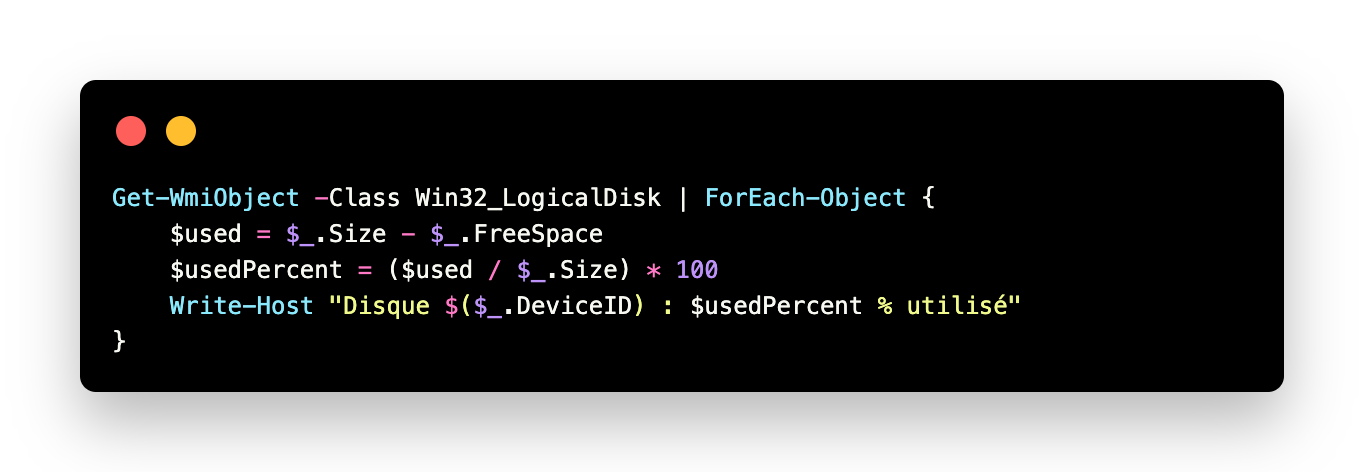 Get-WmiObject -Class Win32_LogicalDisk | ForEach-Object {
    $used = $_.Size - $_.FreeSpace
    $usedPercent = ($used / $_.Size) * 100
    Write-Host "Disque $($_.DeviceID) : $usedPercent % utilisé"
}